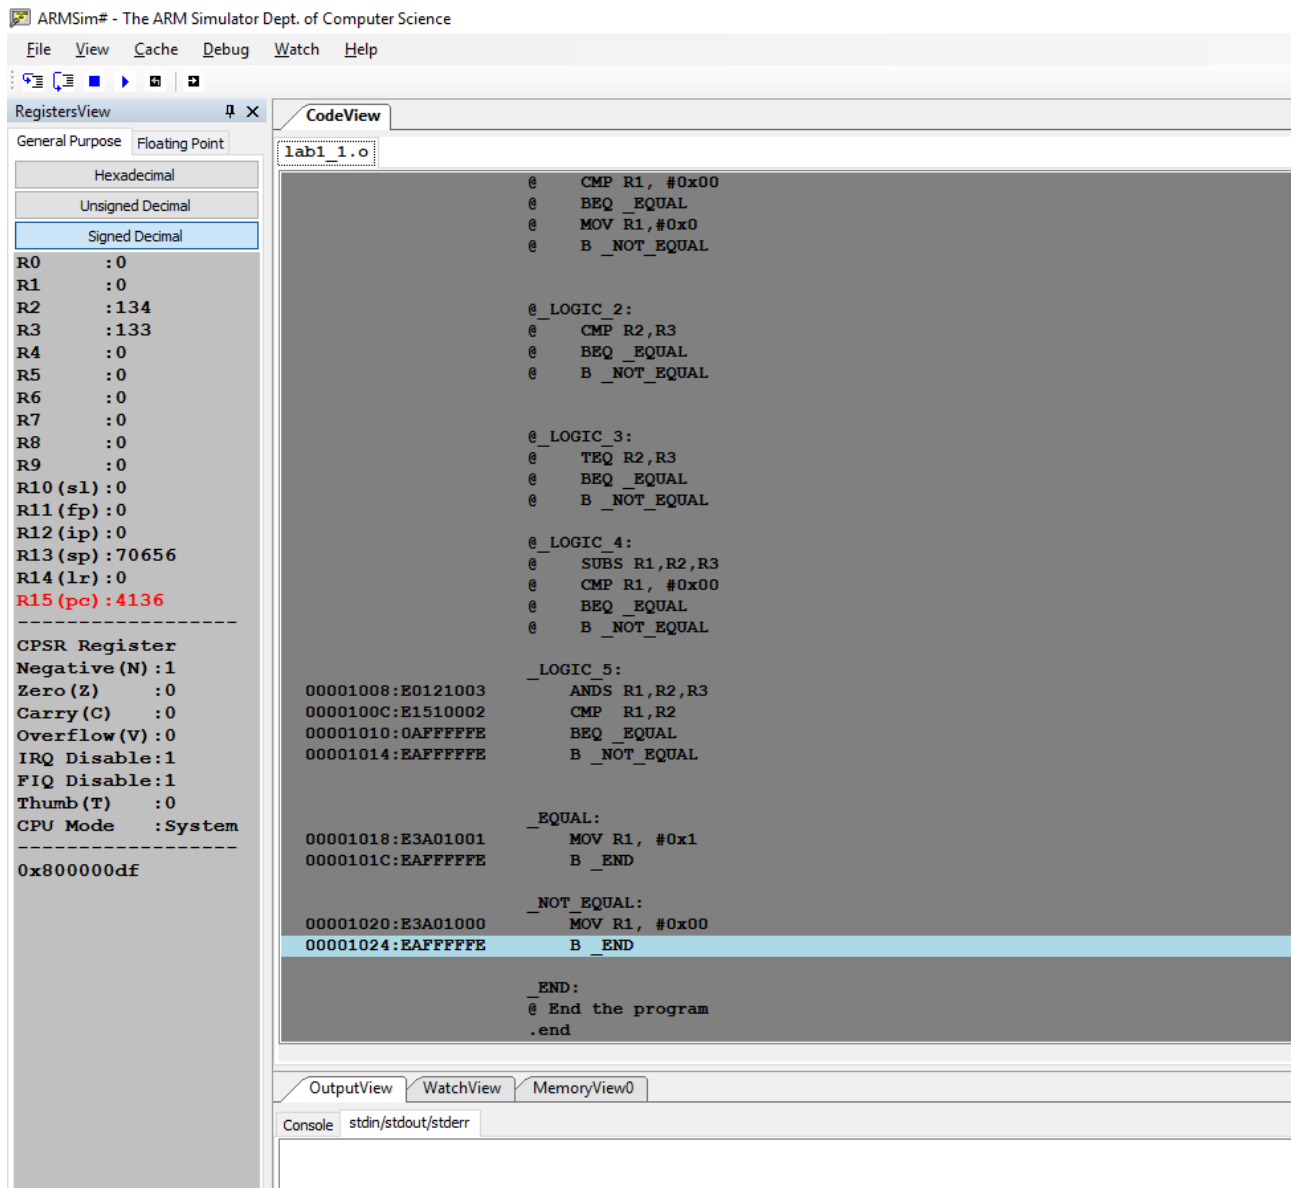 ARMSim# - The ARM Simulator Dept. of Computer Science
File View Cache Debug Watch Help
RegistersView
General Purpose Floating Point
Hexadecimal
Unsigned Decimal
Signed Decimal
R0 :0
R1 :0
R2 :134
R3 :133
R4 :0
R5 :0
R6 :0
R7 :0
R8 :0
R9 :0
R10(sl):0
R11(fp):0
R12(ip):0
R13(sp):70656
R14(lr):0
R15(pc):4136
------------------
CPSR Register
Negative(N):1
Zero(Z) :0
Carry(C) :0
Overflow(V):0
IRQ Disable:1
FIQ Disable:1
Thumb(T) :0
CPU Mode :System
------------------
0x800000df
CodeView
lab1_1.o
@ CMP R1, #0x00
@ BEQ _EQUAL
@ MOV R1,#0x0
@ B _NOT_EQUAL
@_LOGIC_2:
@ CMP R2,R3
@ BEQ _EQUAL
@ B _NOT_EQUAL
@_LOGIC_3:
@ TEQ R2,R3
@ BEQ _EQUAL
@ B _NOT_EQUAL
@_LOGIC_4:
@ SUBS R1,R2,R3
@ CMP R1, #0x00
@ BEQ _EQUAL
@ B _NOT_EQUAL
_LOGIC_5:
00001008:E0121003 ANDS R1,R2,R3
0000100C:E1510002 CMP R1,R2
00001010:0AFFFFFE BEQ _EQUAL
00001014:EAFFFFFE B _NOT_EQUAL
_EQUAL:
00001018:E3A01001 MOV R1, #0x1
0000101C:EAFFFFFE B _END
_NOT_EQUAL:
00001020:E3A01000 MOV R1, #0x00
00001024:EAFFFFFE B _END
_END:
@ End the program
.end
OutputView WatchView MemoryView0
Console stdin/stdout/stderr